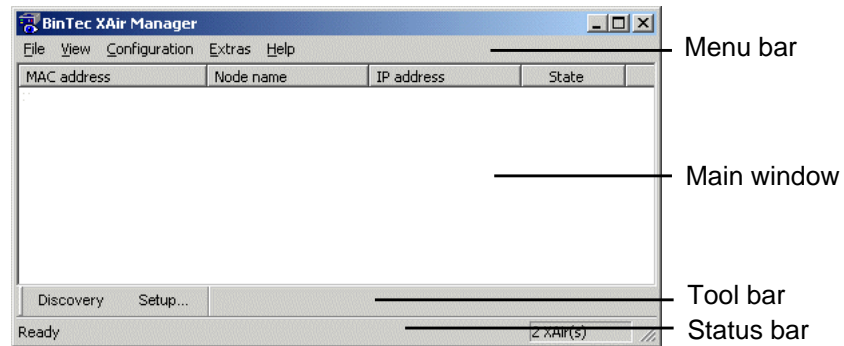 BinTec XAir Manager
File View Configuration Extras Help
Menu bar
MAC address Node name IP address State
Main window
Discovery Setup...
Tool bar
Ready 2 XAir(s)
Status bar